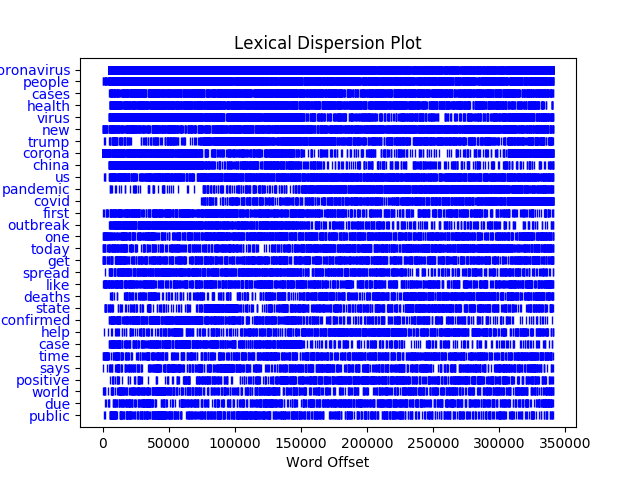 Lexical Dispersion Plot
oronavirus
people
cases
health
virus
new
trump
corona
china
us
pandemic
covid
first
outbreak
one
today
get
spread
like
deaths
state
confirmed
help
case
time
says
positive
world
due
public
0 50000 100000 150000 200000 250000 300000 350000
Word Offset